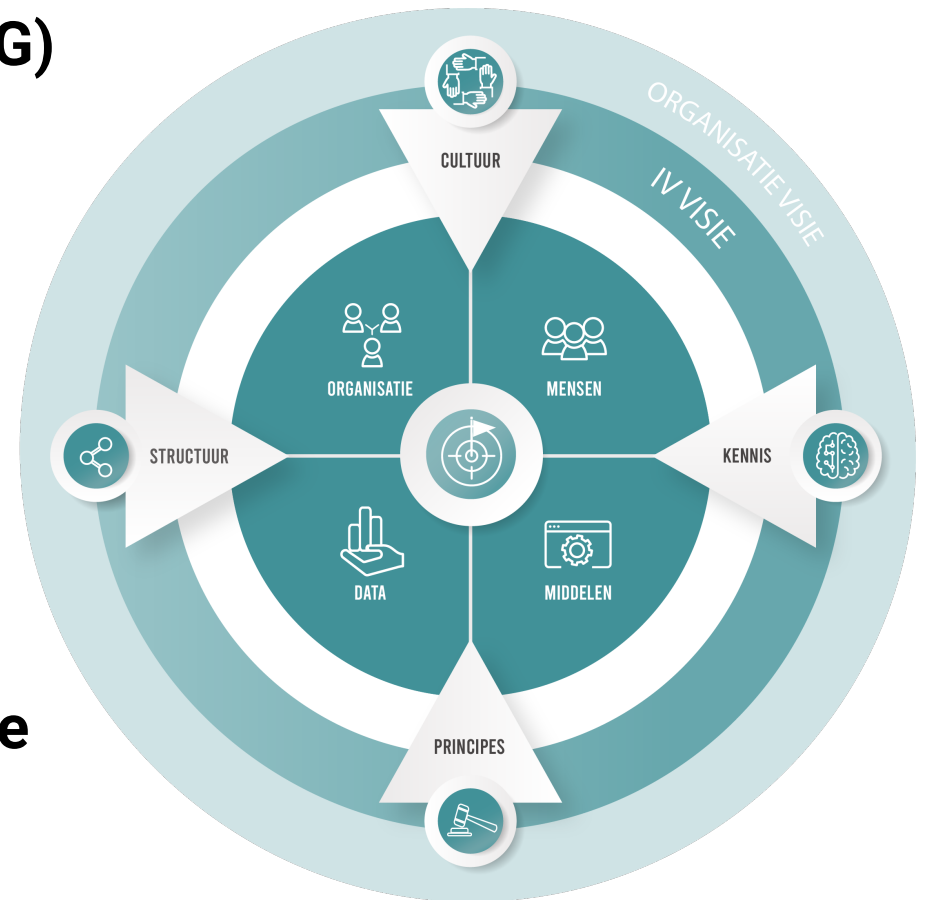 G)
ORGANISATIE VISIE
IV VISIE
CULTUUR
ORGANISATIE
MENSEN
STRUCTUUR
KENNIS
DATA
MIDDELEN
e
PRINCIPES